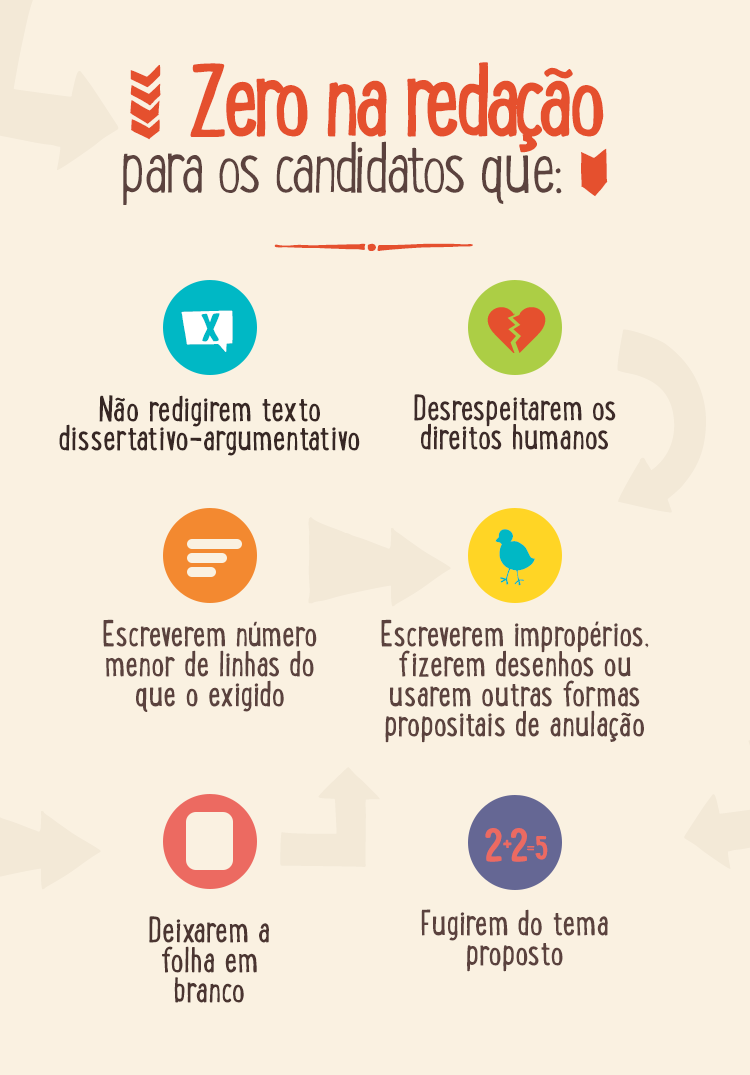 Zero na redação
para os candidatos que:
X
Não redigirem texto
dissertativo-argumentativo
Desrespeitarem os
direitos humanos
Escreverem número
menor de linhas do
que o exigido
Escreverem impropérios,
fizerem desenhos ou
usarem outras formas
propositais de anulação
Deixarem a
folha em
branco
2+2=5
Fugirem do tema
proposto